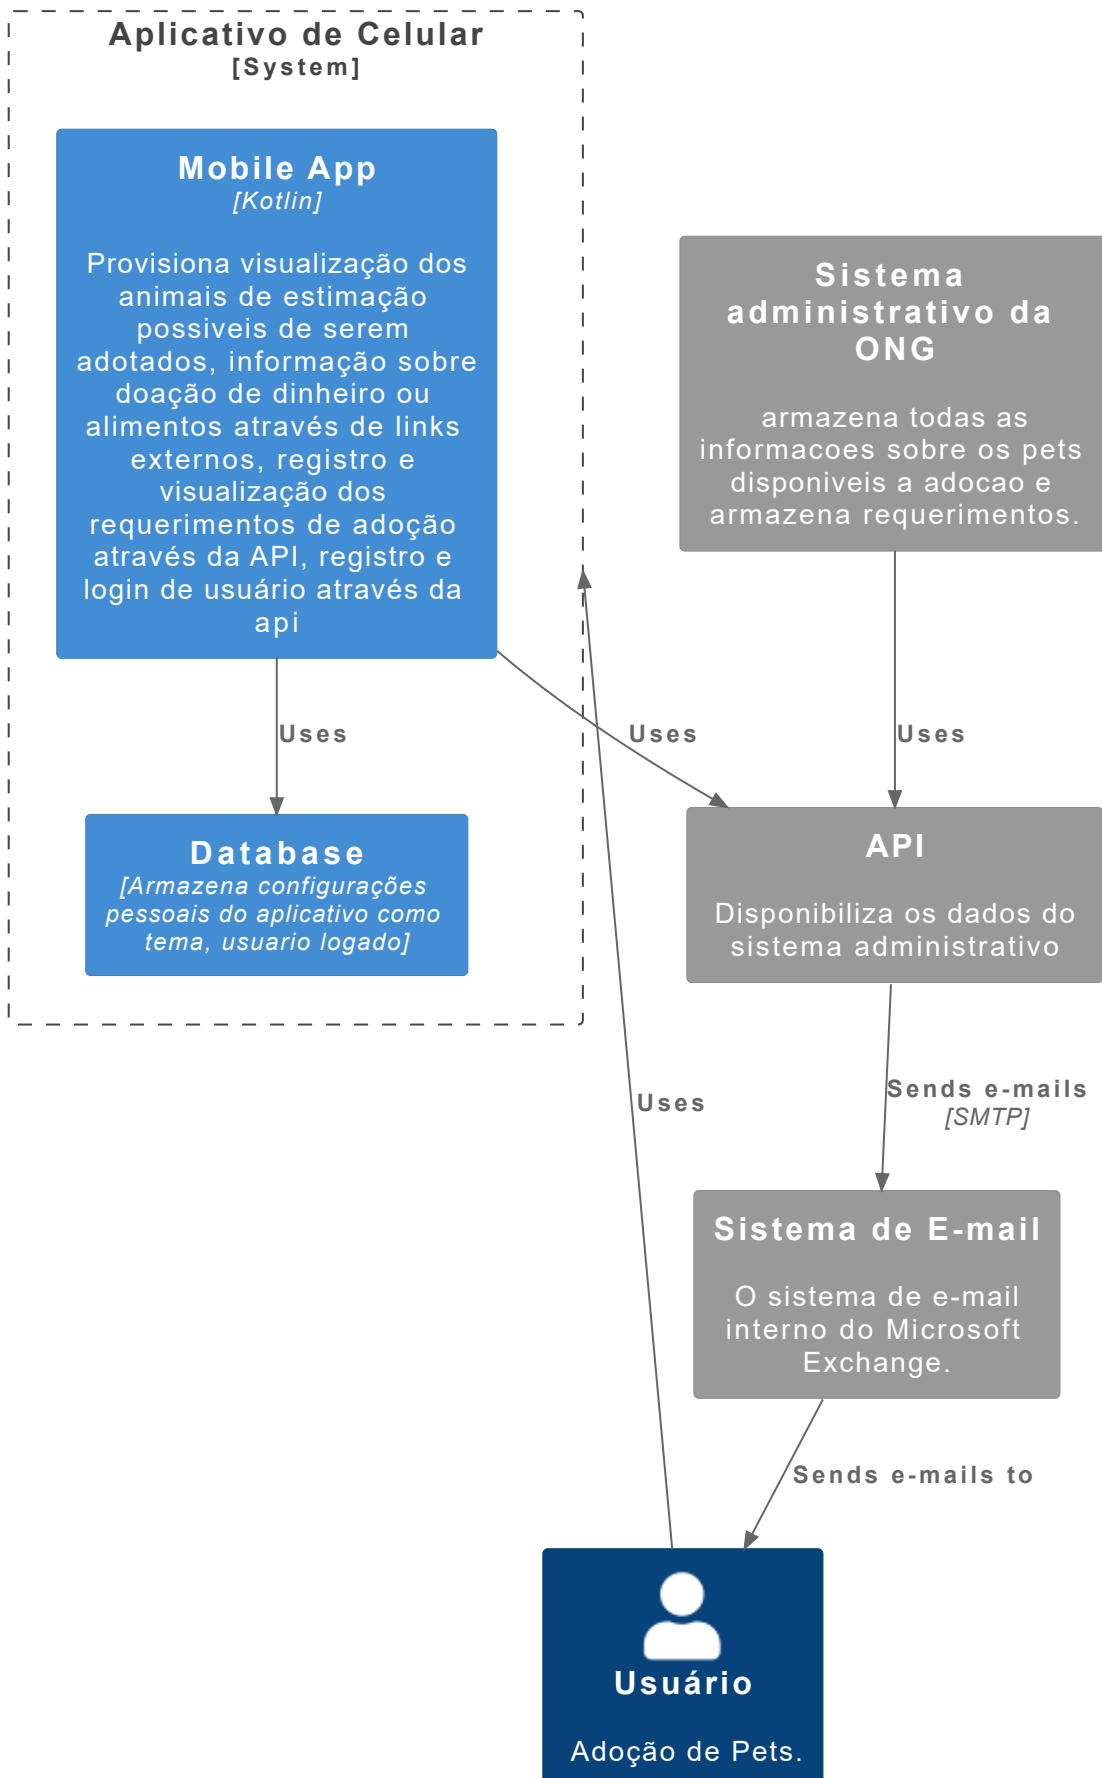 Aplicativo de Celular
[System]
Mobile App
[Kotlin]
Provisiona visualização dos
animais de estimação
possiveis de serem
adotados, informação sobre
doação de dinheiro ou
alimentos através de links
externos, registro e
visualização dos
requerimentos de adoção
através da API, registro e
login de usuário através da
api
Sistema
administrativo da
ONG
armazena todas as
informacoes sobre os pets
disponiveis a adocao e
armazena requerimentos.
Uses
Uses
Uses
Database
[Armazena configurações
pessoais do aplicativo como
tema, usuario logado]
API
Disponibiliza os dados do
sistema administrativo
Uses
Sends e-mails
[SMTP]
Sistema de E-mail
O sistema de e-mail
interno do Microsoft
Exchange.
Sends e-mails to
Usuário
Adoção de Pets.